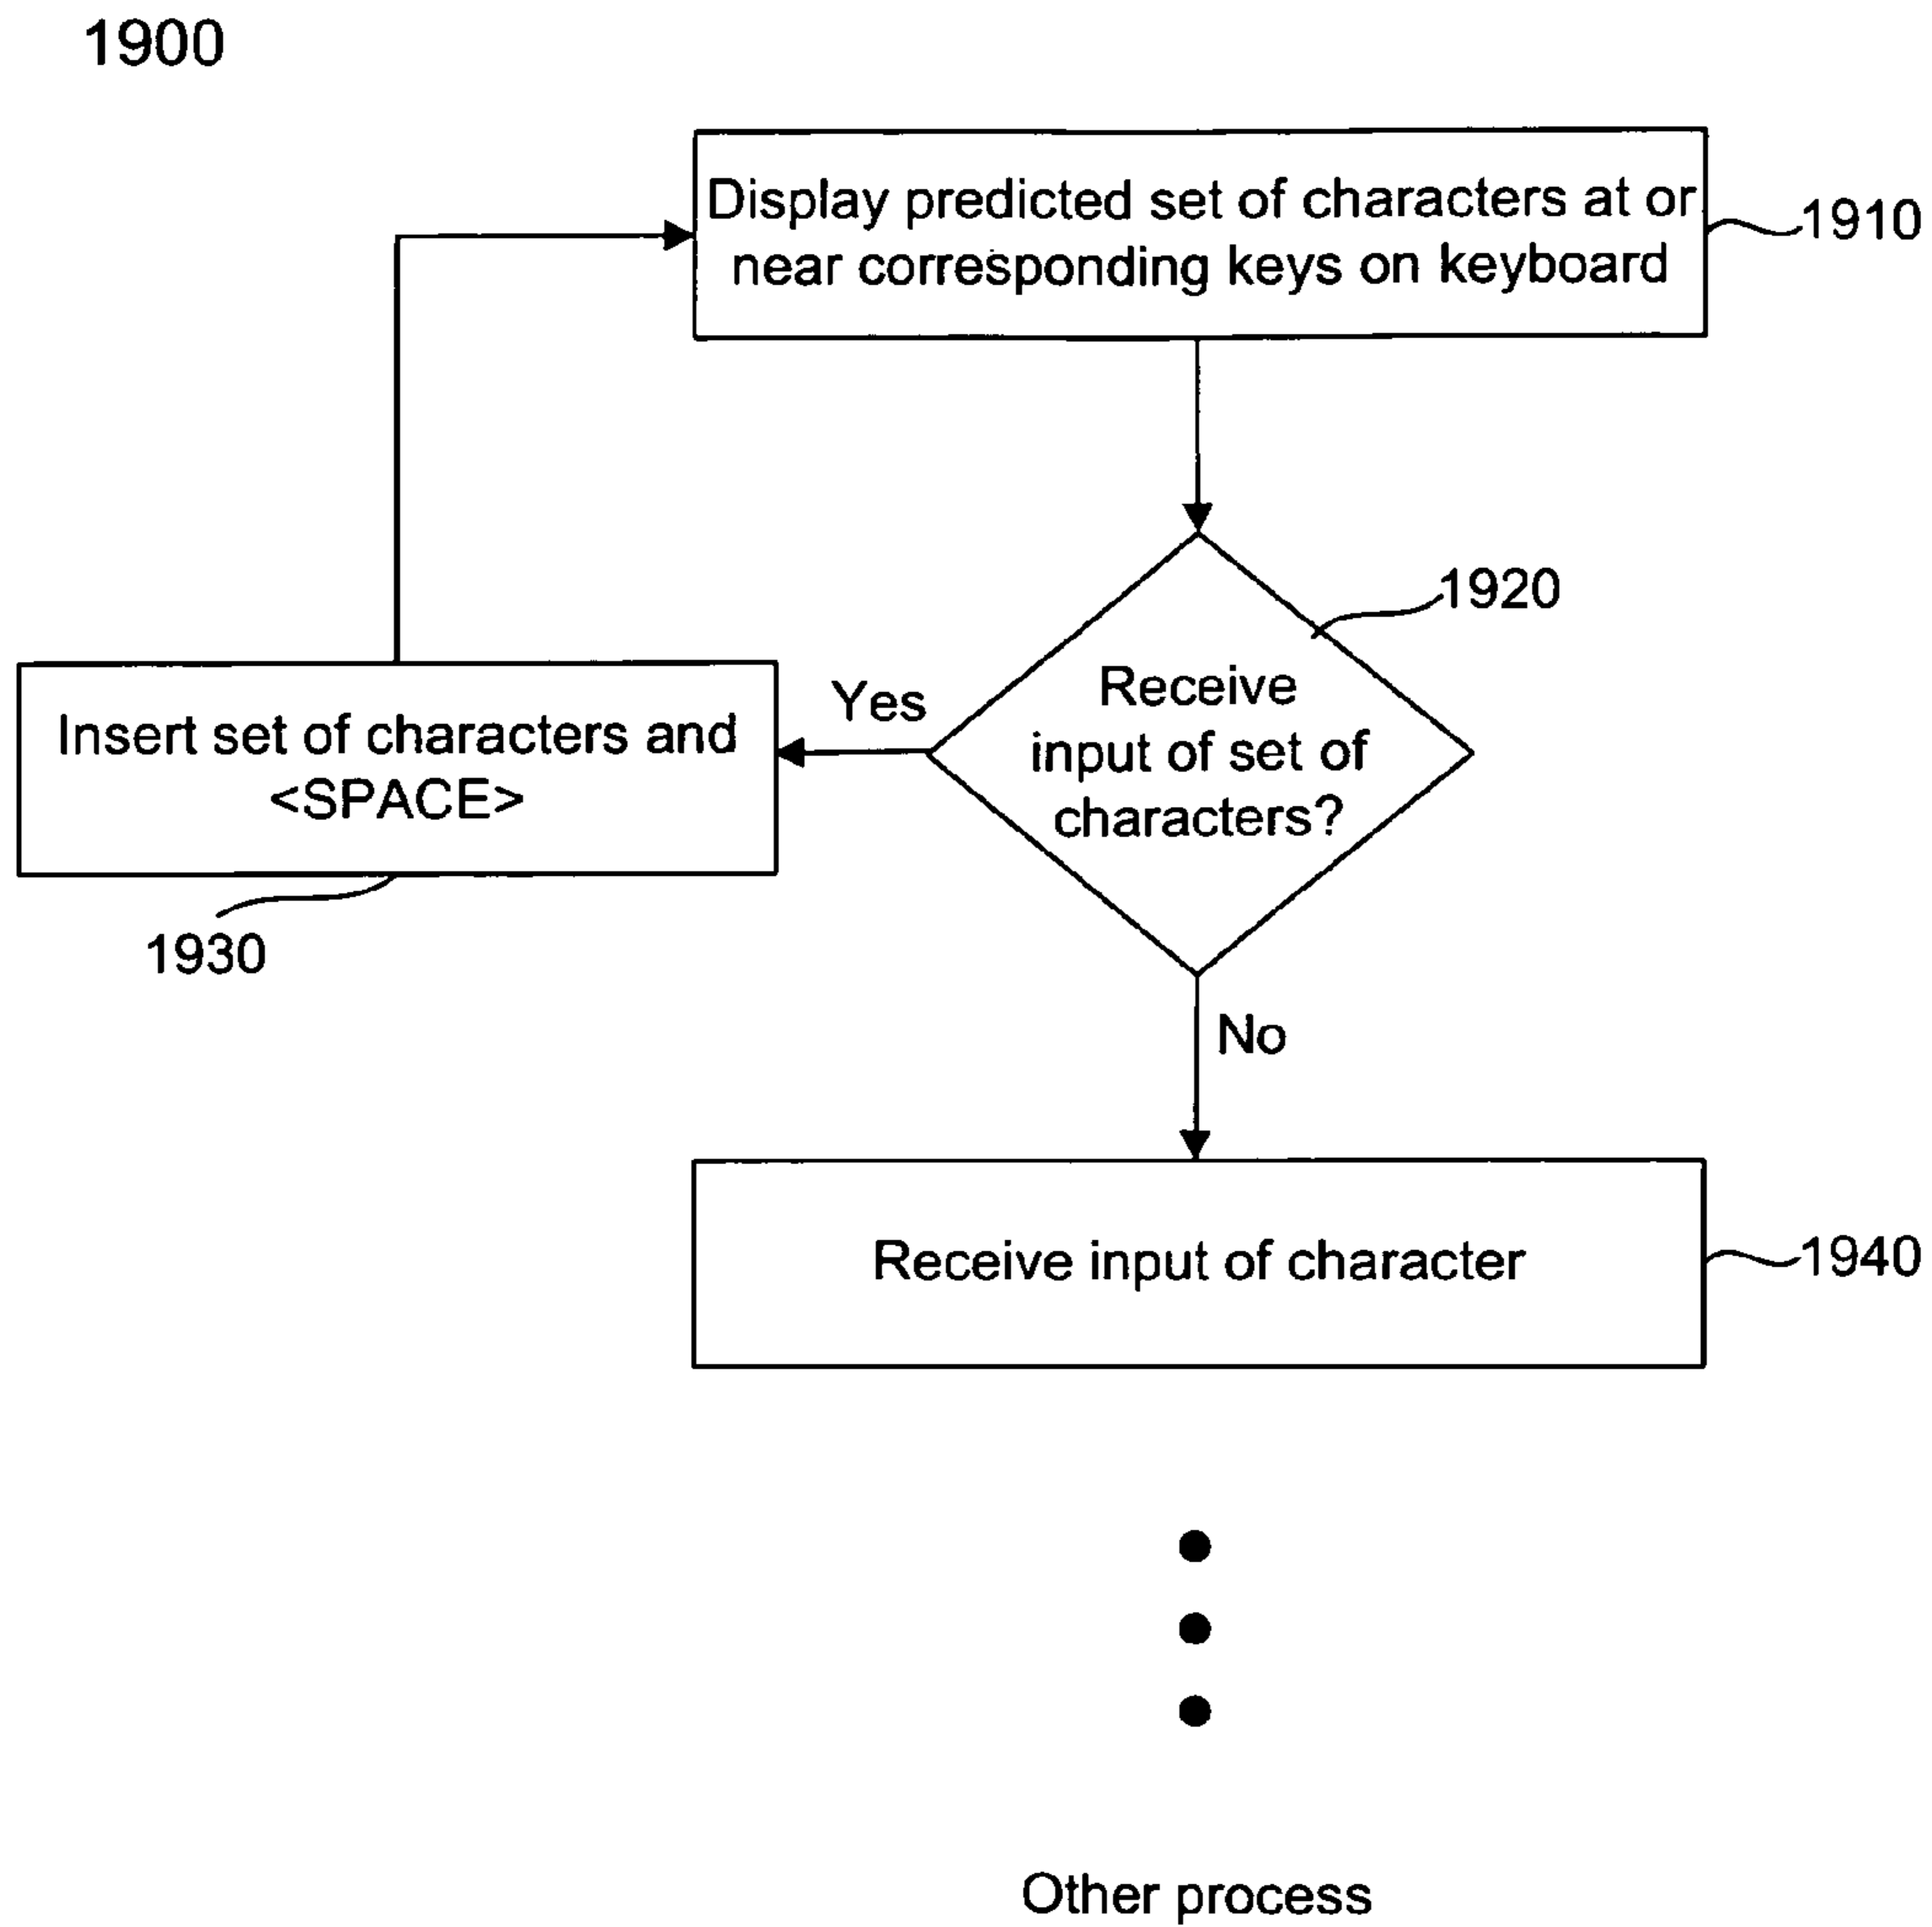 1900
Display predicted set of characters at or
near corresponding keys on keyboard
1910
1920
Receive
input of set of
characters?
Yes
Insert set of characters and
<SPACE>
1930
No
Receive input of character
1940
Other process